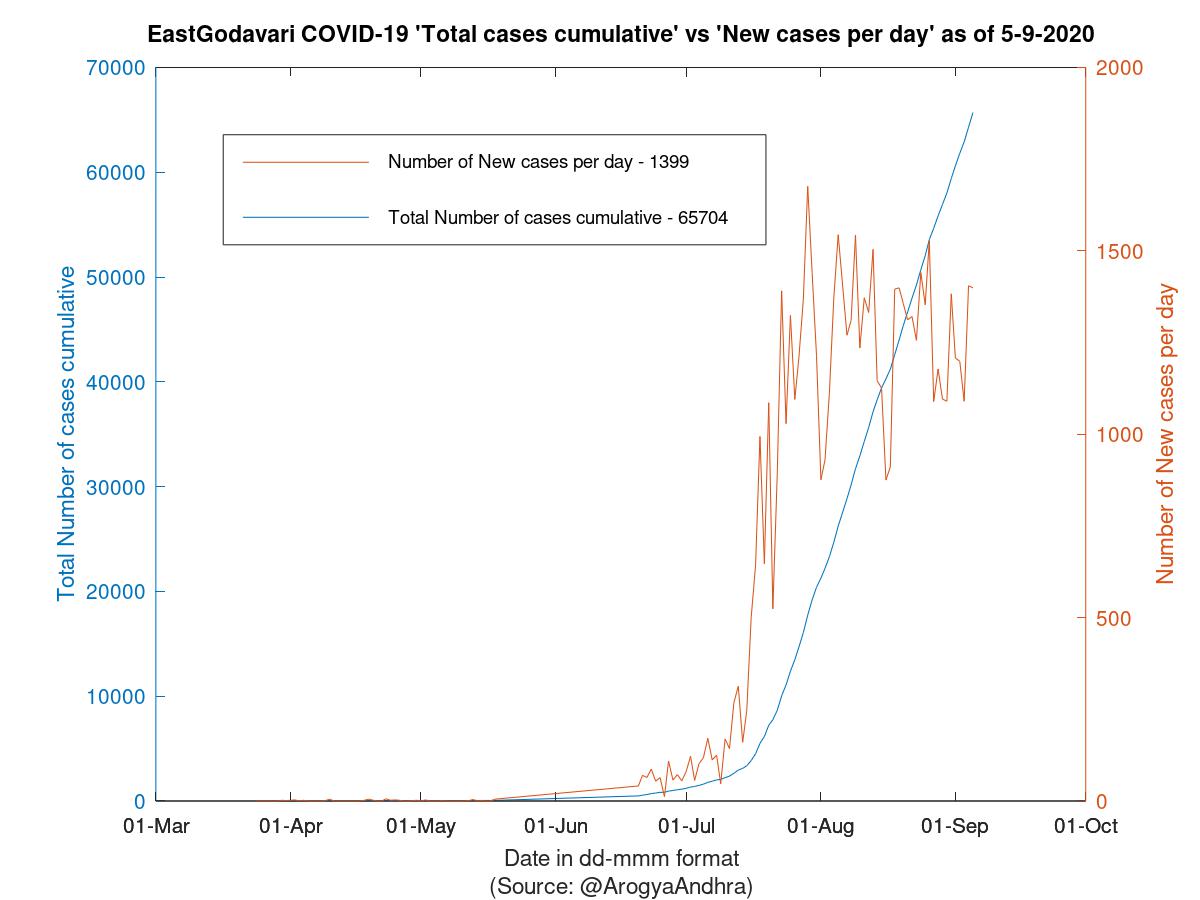 EastGodavari COVID-19 'Total cases cumulative' vs 'New cases per day' as of 5-9-2020
70000
60000
50000
40000
30000
20000
10000
0
Total Number of cases cumulative
Number of New cases per day - 1399
Total Number of cases cumulative - 65704
2000
1500
1000
500
0
Number of New cases per day
01-Mar 01-Apr 01-May 01-Jun 01-Jul 01-Aug 01-Sep 01-Oct
Date in dd-mmm format
(Source: @ArogyaAndhra)